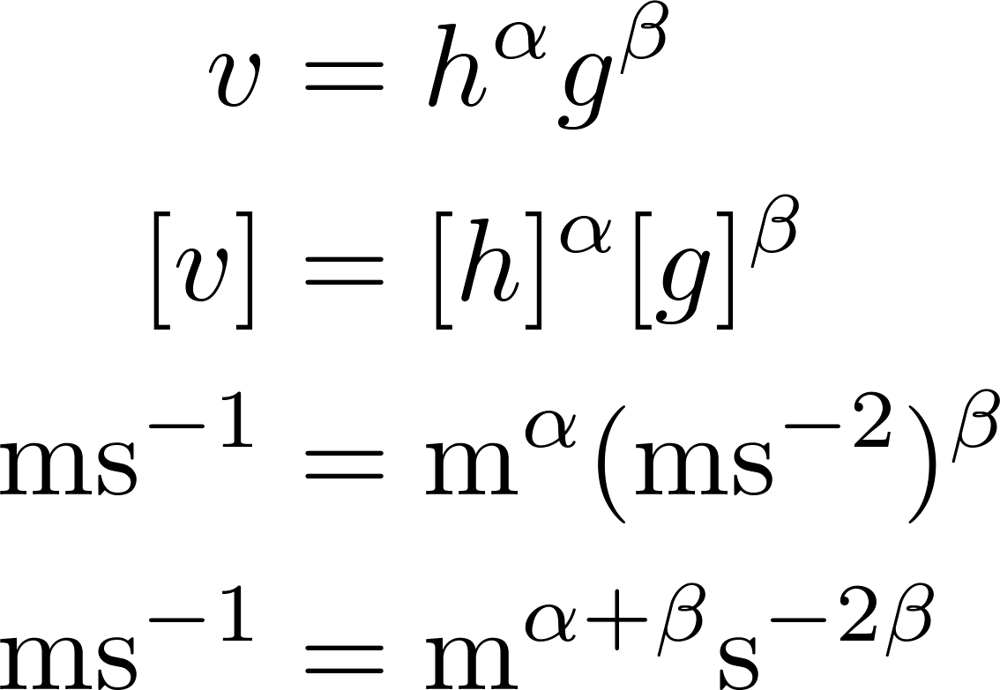 v = h^α g^β
[v] = [h]^α [g]^β
ms^−1 = m^α (ms^−2)^β
ms^−1 = m^α+β s^−2β